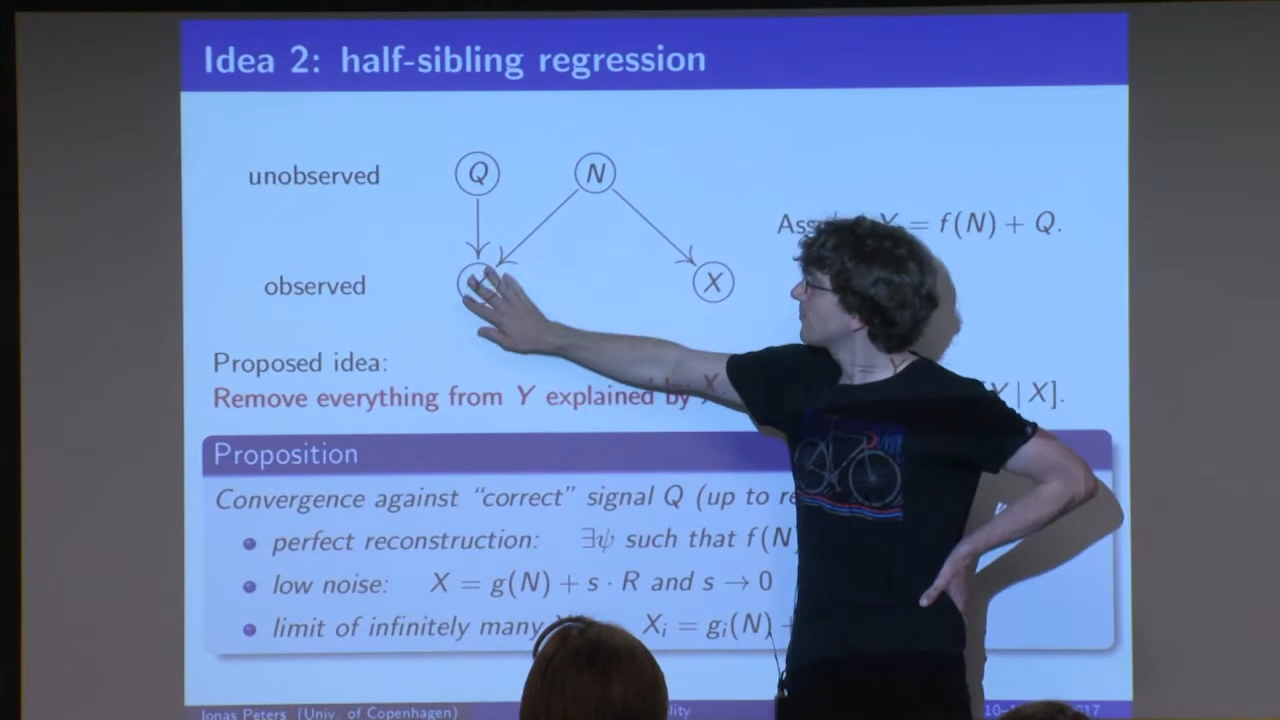 Idea 2: half-sibling regression
unobserved Q N
= f(N) + Q.
observed X
Proposed idea:
Remove everything from Y explained by X | X].
Proposition
Convergence against “correct” signal Q (up to
perfect reconstruction: ∃ψ such that f(N)
low noise: X = g(N) + s · R and s → 0
limit of infinitely many Xᵢ = gᵢ(N) +
Jonas Peters (Univ. of Copenhagen)